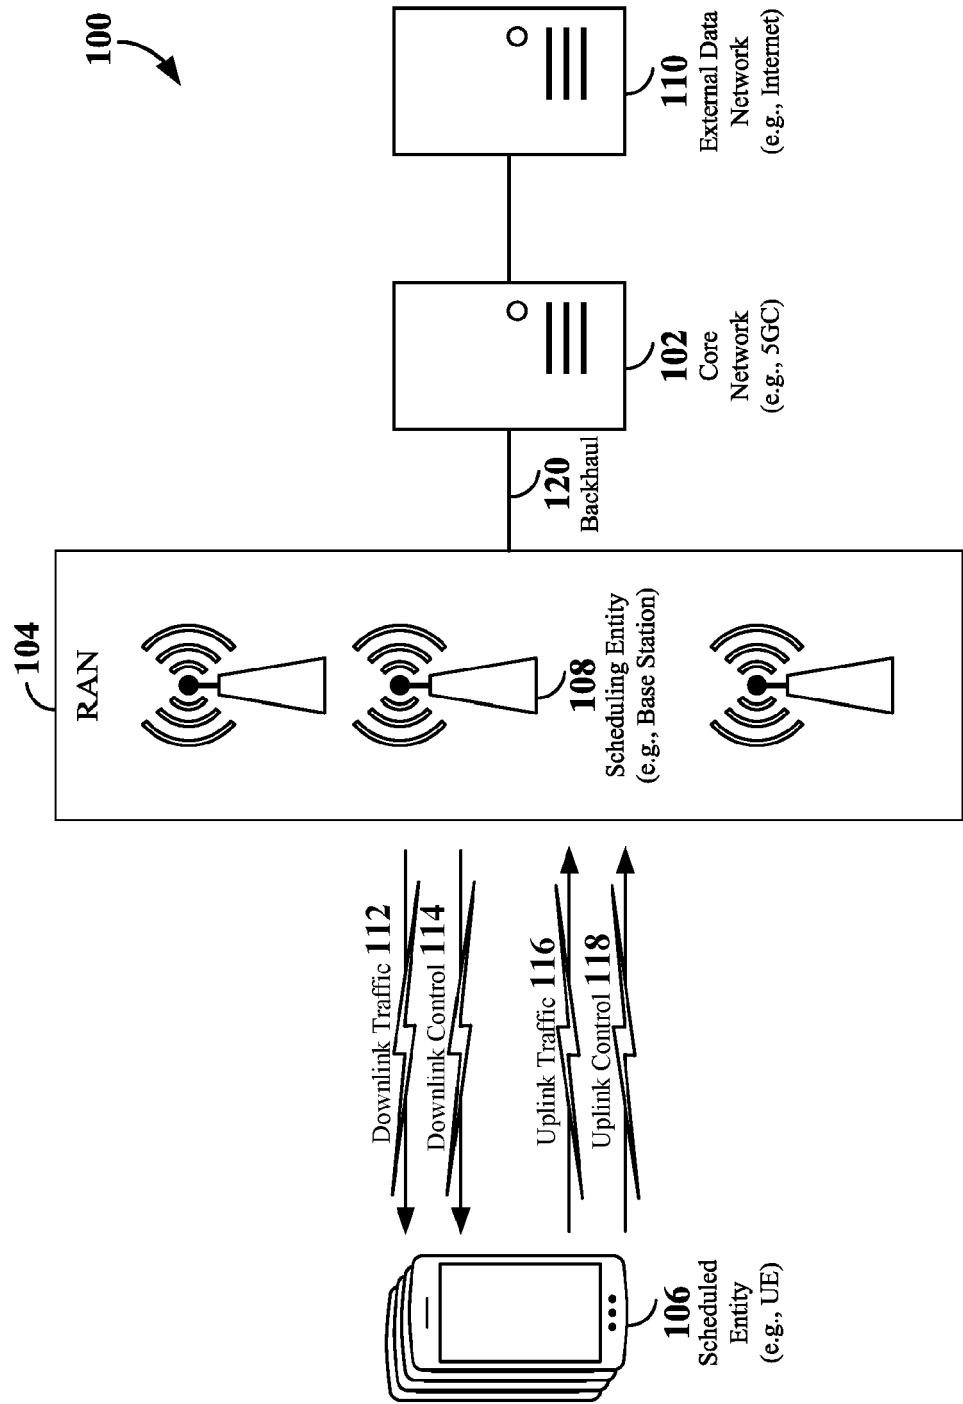 100
104
RAN
108
Scheduling Entity
(e.g., Base Station)
Downlink Traffic 112
Downlink Control 114
Uplink Traffic 116
Uplink Control 118
106
Scheduled
Entity
(e.g., UE)
120
Backhaul
102
Core
Network
(e.g., 5GC)
110
External Data
Network
(e.g., Internet)